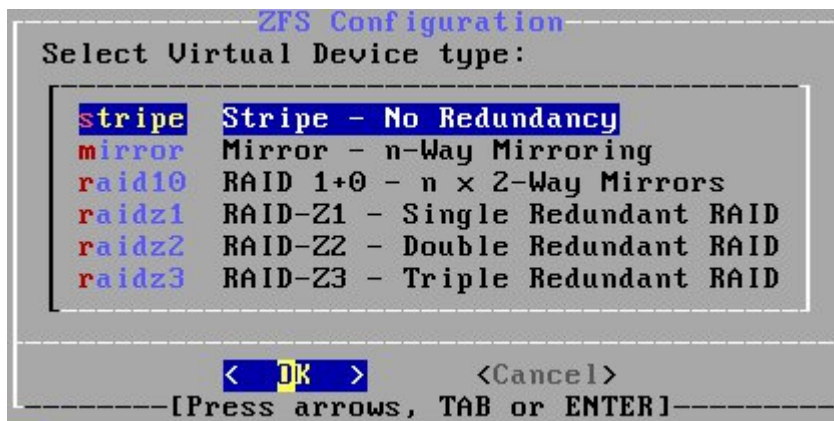 ZFS Configuration
Select Virtual Device type:
stripe Stripe - No Redundancy
mirror Mirror - n-Way Mirroring
raid10 RAID 1+0 - n x 2-Way Mirrors
raidz1 RAID-Z1 - Single Redundant RAID
raidz2 RAID-Z2 - Double Redundant RAID
raidz3 RAID-Z3 - Triple Redundant RAID
< OK > <Cancel>
[Press arrows, TAB or ENTER]